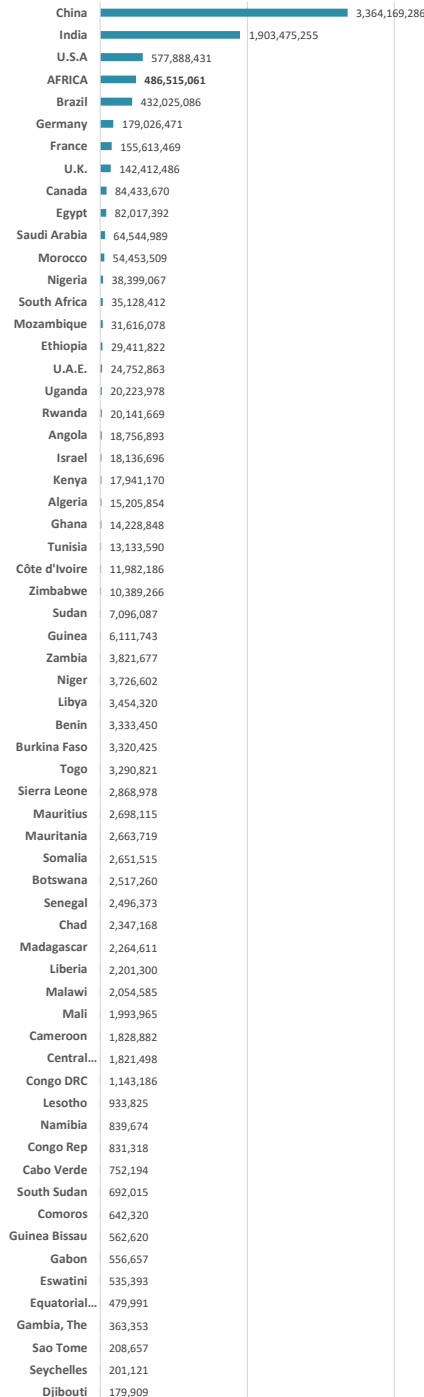 China 3,364,169,286
India 1,903,475,255
U.S.A 577,888,431
AFRICA 486,515,061
Brazil 432,025,086
Germany 179,026,471
France 155,613,469
U.K. 142,412,486
Canada 84,433,670
Egypt 82,017,392
Saudi Arabia 64,544,989
Morocco 54,453,509
Nigeria 38,399,067
South Africa 35,128,412
Mozambique 31,616,078
Ethiopia 29,411,822
U.A.E. 24,752,863
Uganda 20,223,978
Rwanda 20,141,669
Angola 18,756,893
Israel 18,136,696
Kenya 17,941,170
Algeria 15,205,854
Ghana 14,228,848
Tunisia 13,133,590
Côte d'Ivoire 11,982,186
Zimbabwe 10,389,266
Sudan 7,096,087
Guinea 6,111,743
Zambia 3,821,677
Niger 3,726,602
Libya 3,454,320
Benin 3,333,450
Burkina Faso 3,320,425
Togo 3,290,821
Sierra Leone 2,868,978
Mauritius 2,698,115
Mauritania 2,663,719
Somalia 2,651,515
Botswana 2,517,260
Senegal 2,496,373
Chad 2,347,168
Madagascar 2,264,611
Liberia 2,201,300
Malawi 2,054,585
Mali 1,993,965
Cameroon 1,828,882
Central... 1,821,498
Congo DRC 1,143,186
Lesotho 933,825
Namibia 839,674
Congo Rep 831,318
Cabo Verde 752,194
South Sudan 692,015
Comoros 642,320
Guinea Bissau 562,620
Gabon 556,657
Eswatini 535,393
Equatorial... 479,991
Gambia, The 363,353
Sao Tome 208,657
Seychelles 201,121
Djibouti 179,909